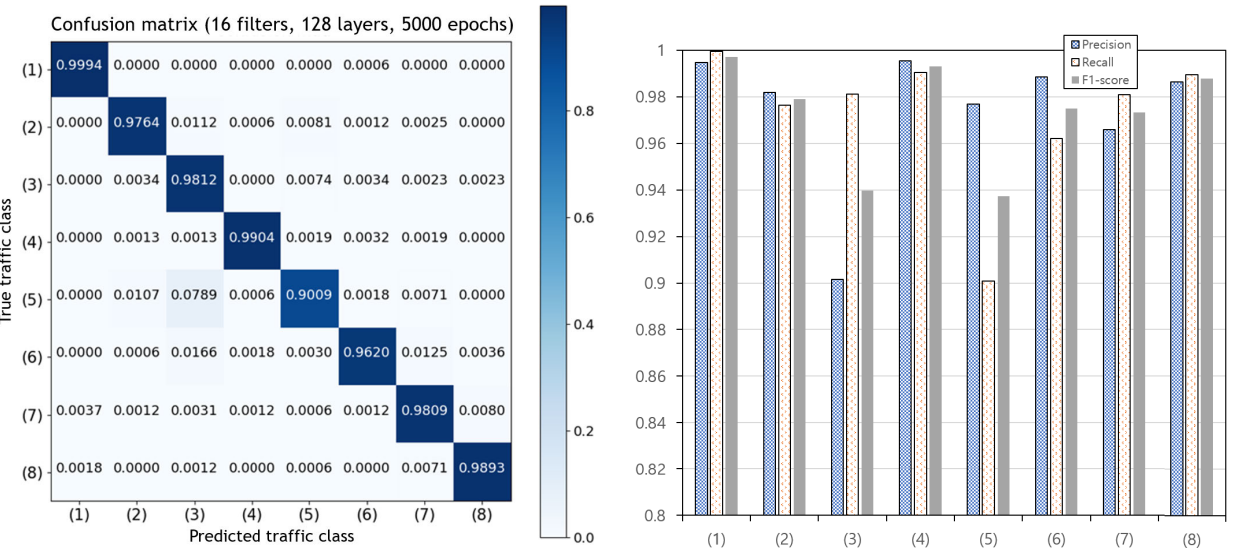 Confusion matrix (16 filters, 128 layers, 5000 epochs)
True traffic class
(1) 0.9994 0.0000 0.0000 0.0000 0.0000 0.0006 0.0000 0.0000
(2) 0.0000 0.9764 0.0112 0.0006 0.0081 0.0012 0.0025 0.0000
(3) 0.0000 0.0034 0.9812 0.0000 0.0074 0.0034 0.0023 0.0023
(4) 0.0000 0.0013 0.0013 0.9904 0.0019 0.0032 0.0019 0.0000
(5) 0.0000 0.0107 0.0789 0.0006 0.9009 0.0018 0.0071 0.0000
(6) 0.0000 0.0006 0.0166 0.0018 0.0030 0.9620 0.0125 0.0036
(7) 0.0037 0.0012 0.0031 0.0012 0.0006 0.0012 0.9809 0.0080
(8) 0.0018 0.0000 0.0012 0.0000 0.0006 0.0000 0.0071 0.9893
(1) (2) (3) (4) (5) (6) (7) (8)
Predicted traffic class
0.8
0.6
0.4
0.2
0.0
Precision
Recall
F1-score
1
0.98
0.96
0.94
0.92
0.9
0.88
0.86
0.84
0.82
0.8
(1) (2) (3) (4) (5) (6) (7) (8)